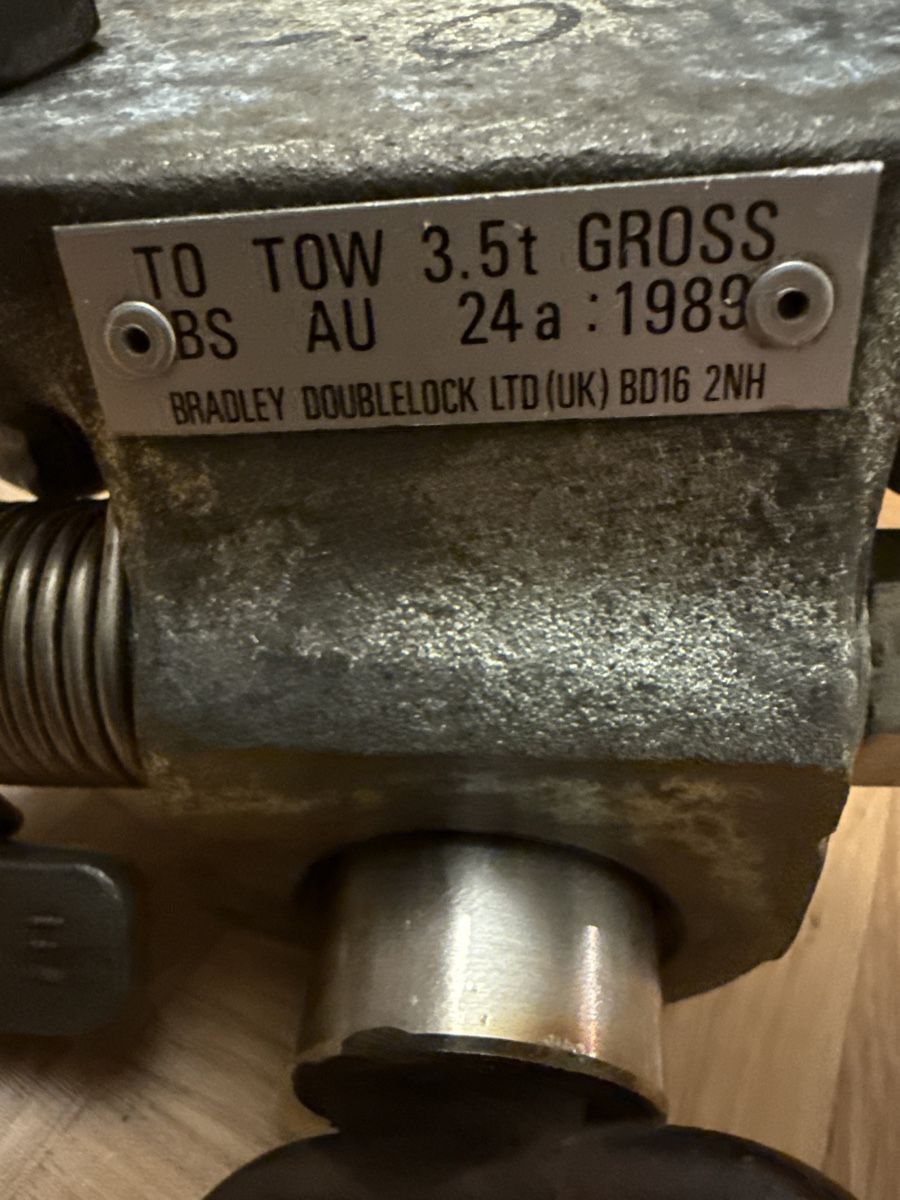 TO TOW 3.5t GROSS
BS AU 24a :1989
BRADLEY DOUBLELOCK LTD (UK) BD16 2NH